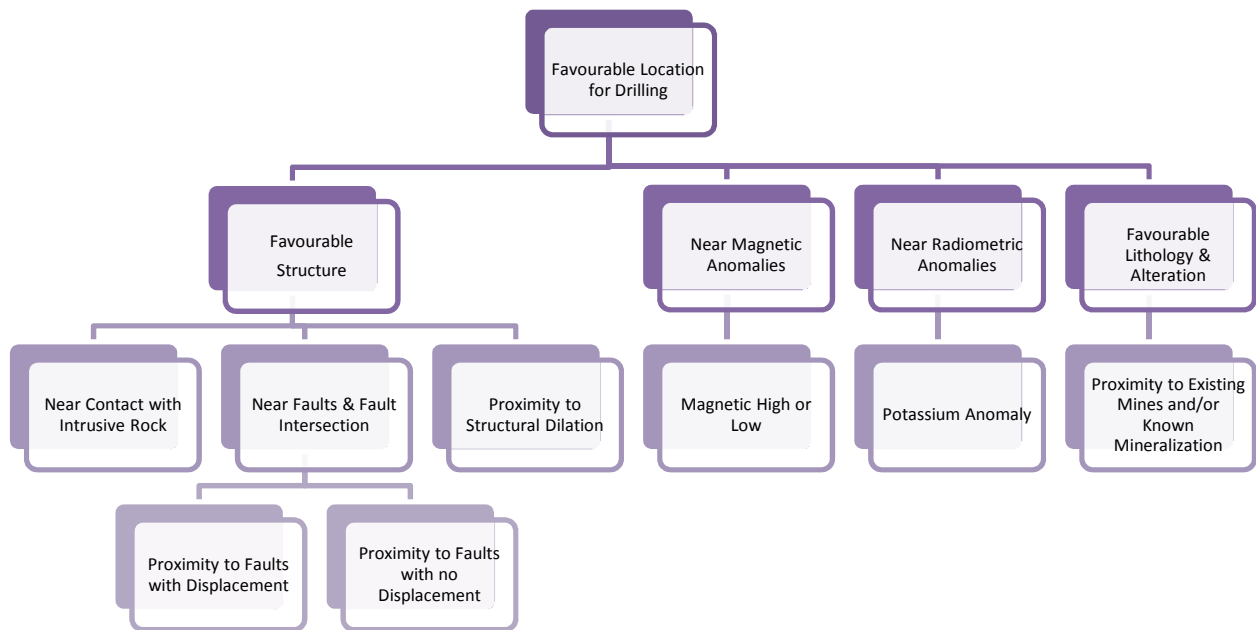 Favourable Location
for Drilling
Favourable
Structure
Near Magnetic
Anomalies
Near Radiometric
Anomalies
Favourable
Lithology &
Alteration
Near Contact with
Intrusive Rock
Near Faults & Fault
Intersection
Proximity to
Structural Dilation
Magnetic High or
Low
Potassium Anomaly
Proximity to Existing
Mines and/or
Known
Mineralization
Proximity to Faults
with Displacement
Proximity to Faults
with no
Displacement